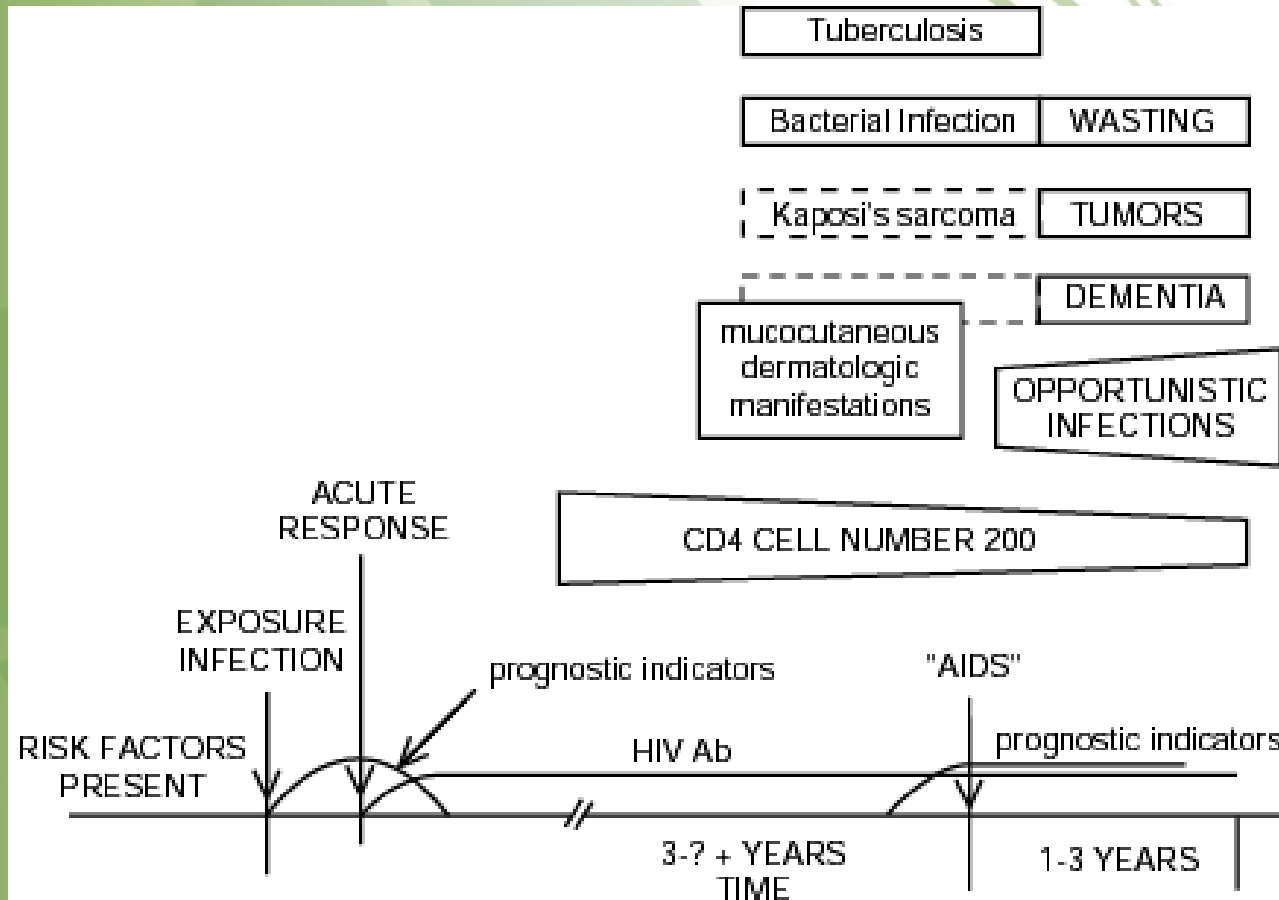 Tuberculosis
Bacterial Infection
WASTING
Kaposi's sarcoma
TUMORS
DEMENTIA
mucocutaneous
dermatologic
manifestations
OPPORTUNISTIC
INFECTIONS
ACUTE
RESPONSE
CD4 CELL NUMBER 200
EXPOSURE
INFECTION
prognostic indicators
"AIDS"
RISK FACTORS
PRESENT
HIV Ab
prognostic indicators
3-? + YEARS
TIME
1-3 YEARS